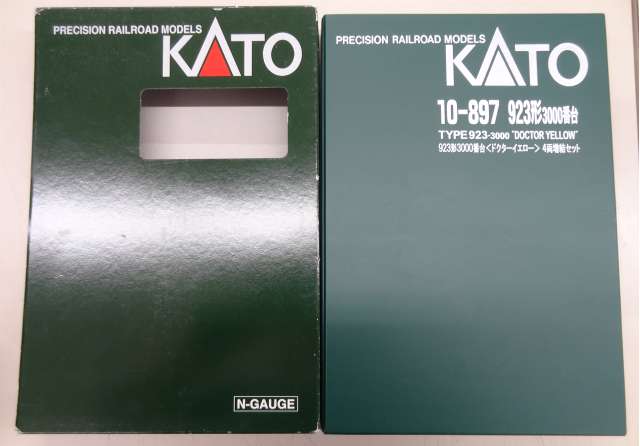 PRECISION RAILROAD MODELS
KATO
N-GAUGE
PRECISION RAILROAD MODELS
KATO
10-897 923形3000番台
TYPE 923-3000 "DOCTOR YELLOW"
923形3000番台<ドクターイエロー> 4両増結セット